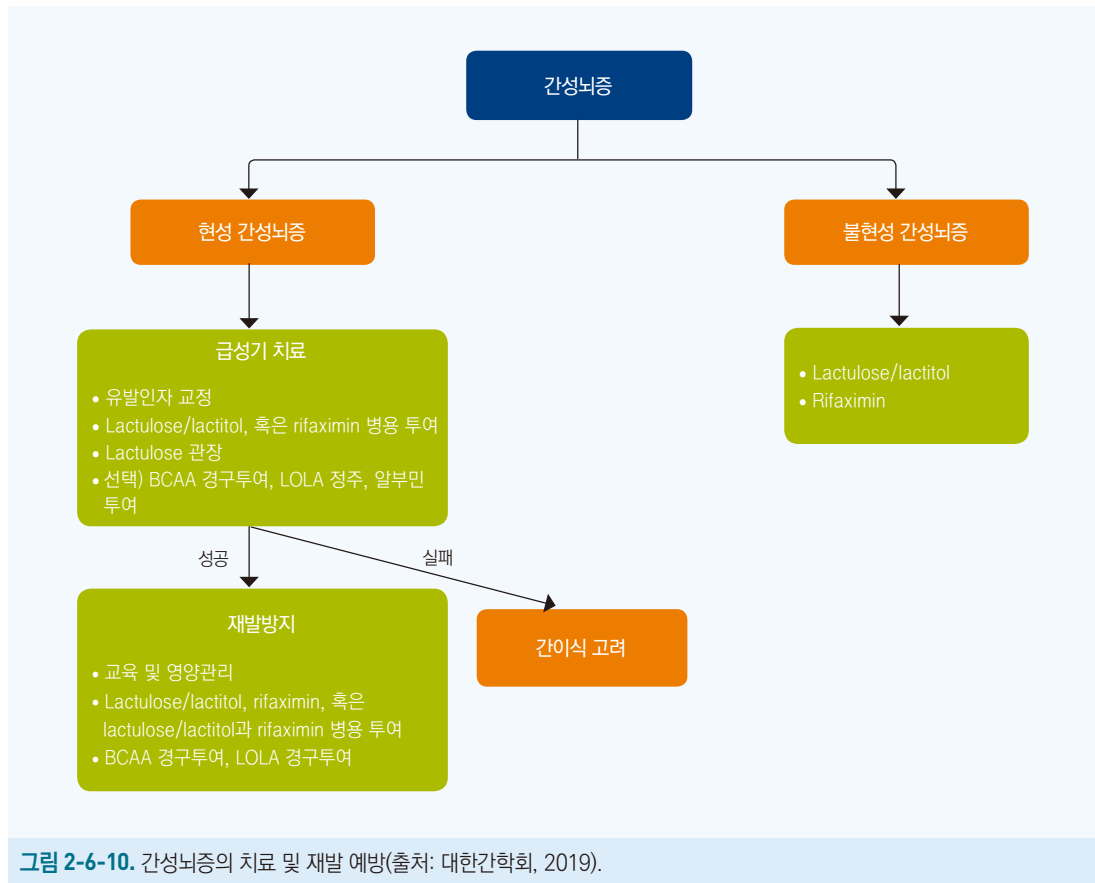 간성뇌증
현성 간성뇌증
불현성 간성뇌증
급성기 치료
• 유발인자 교정
• Lactulose/lactitol, 혹은 rifaximin 병용 투여
• Lactulose 관장
• 선택) BCAA 경구투여, LOLA 정주, 알부민
투여
• Lactulose/lactitol
• Rifaximin
성공
실패
재발방지
• 교육 및 영양관리
• Lactulose/lactitol, rifaximin, 혹은
lactulose/lactitol과 rifaximin 병용 투여
• BCAA 경구투여, LOLA 경구투여
간이식 고려
그림 2-6-10. 간성뇌증의 치료 및 재발 예방(출처: 대한간학회, 2019).